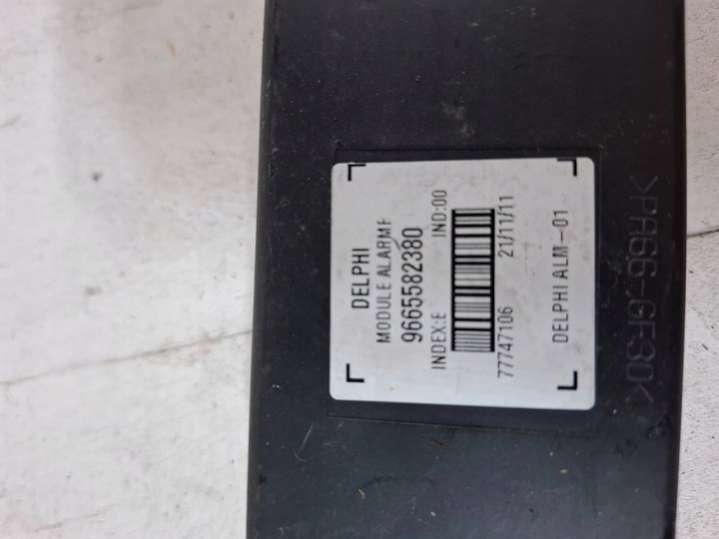 DELPHI
MODULE ALARME
9665582380
INDEX:E IND:00
77747106 21/11/11
DELPHI ALM-01
>PA66-GF30<